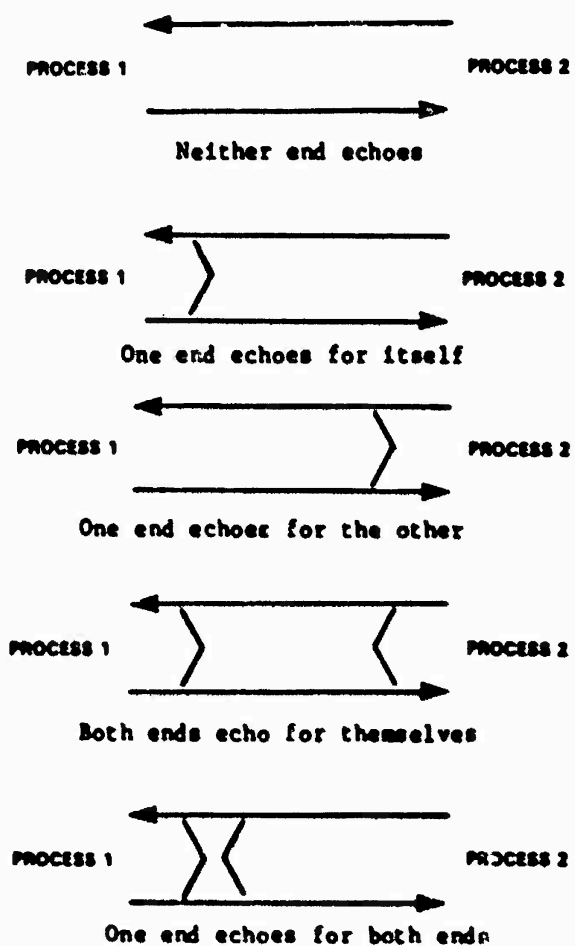 PROCESS 1 PROCESS 2
Neither end echoes
PROCESS 1 PROCESS 2
One end echoes for itself
PROCESS 1 PROCESS 2
One end echoes for the other
PROCESS 1 PROCESS 2
Both ends echo for themselves
PROCESS 1 PROCESS 2
One end echoes for both ends